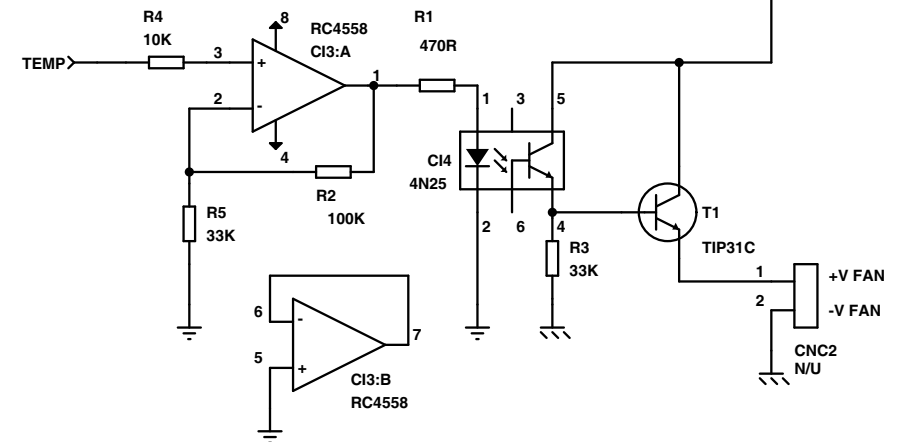 R4
10K
TEMP
3
2
+
-
8
RC4558
CI3:A
4
1
R1
470R
R2
100K
R5
33K
1
3
5
CI4
4N25
2
6
4
R3
33K
T1
TIP31C
1
2
+V FAN
-V FAN
CNC2
N/U
6
5
-
+
7
CI3:B
RC4558